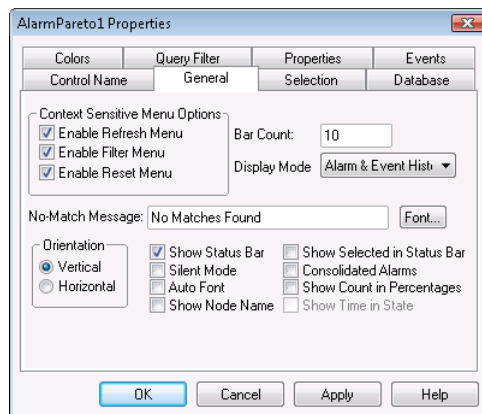 AlarmPareto1 Properties
Colors Query Filter Properties Events
Control Name General Selection Database
Context Sensitive Menu Options
Enable Refresh Menu
Enable Filter Menu
Enable Reset Menu
Bar Count: 10
Display Mode Alarm & Event Histo
No-Match Message: No Matches Found Font...
Orientation
Vertical
Horizontal
Show Status Bar
Silent Mode
Auto Font
Show Node Name
Show Selected in Status Bar
Consolidated Alarms
Show Count in Percentages
Show Time in State
OK Cancel Apply Help